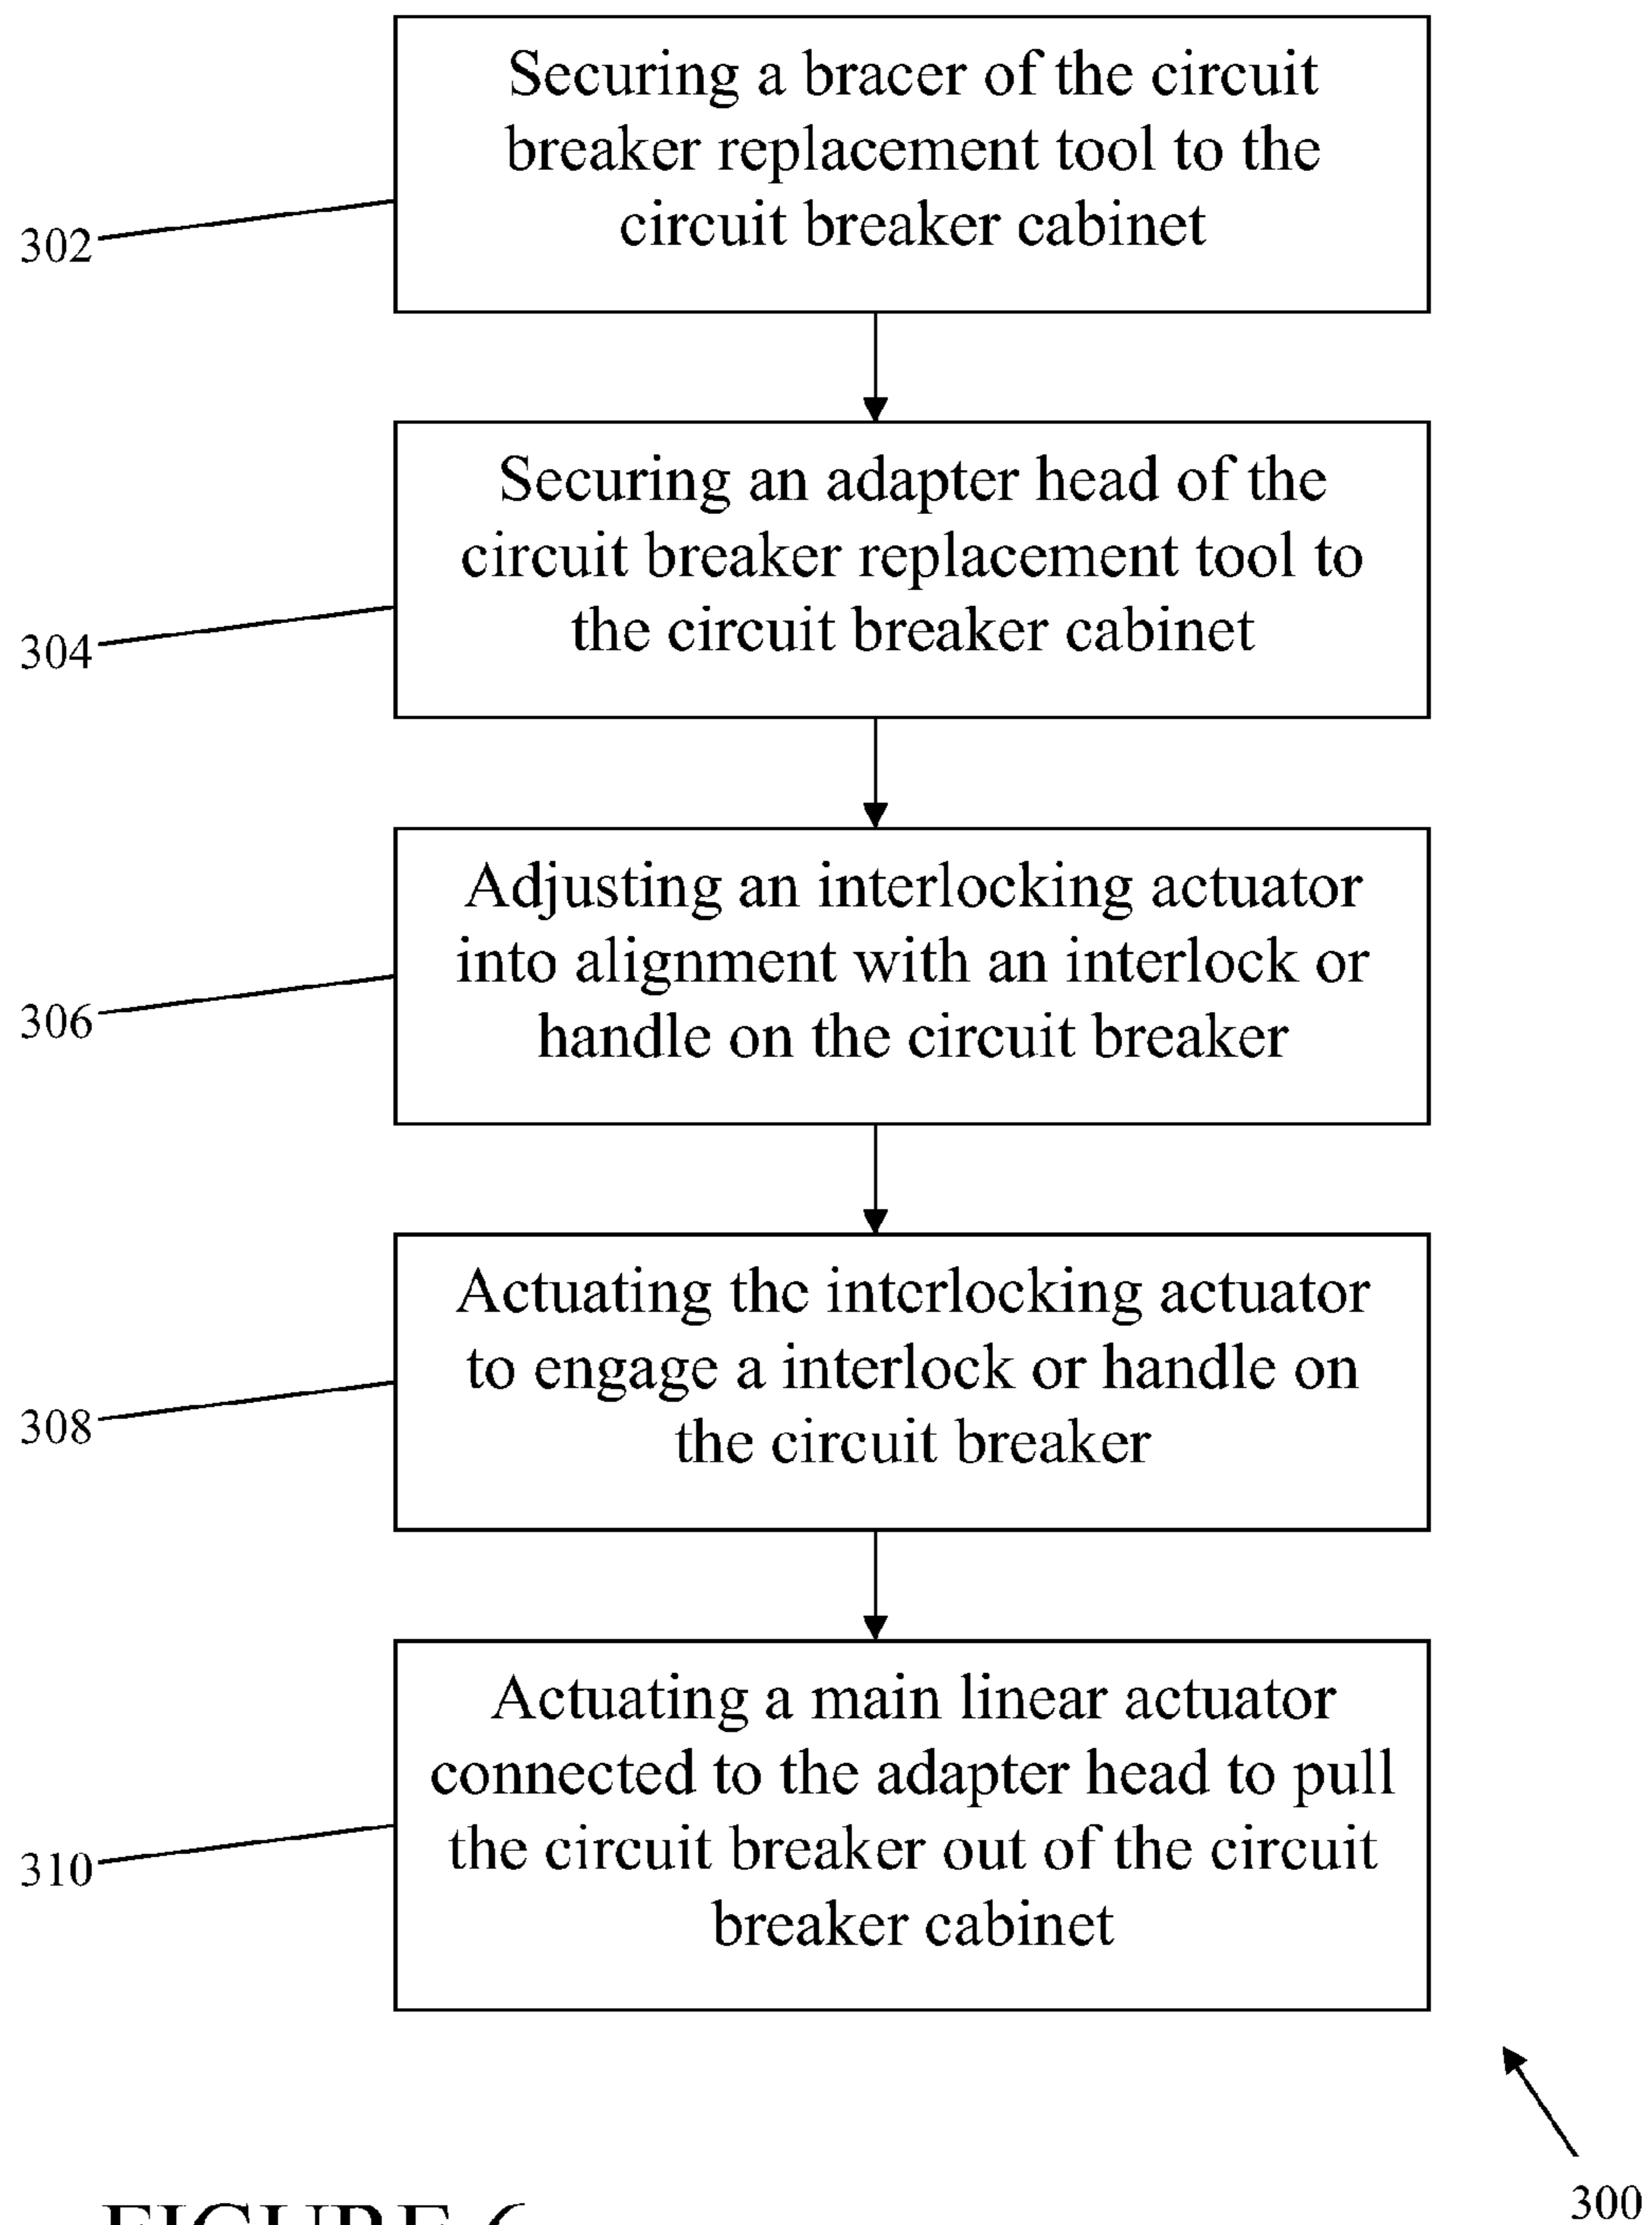 Securing a bracer of the circuit
breaker replacement tool to the
circuit breaker cabinet
302
Securing an adapter head of the
circuit breaker replacement tool to
the circuit breaker cabinet
304
Adjusting an interlocking actuator
into alignment with an interlock or
handle on the circuit breaker
306
Actuating the interlocking actuator
to engage a interlock or handle on
the circuit breaker
308
Actuating a main linear actuator
connected to the adapter head to pull
the circuit breaker out of the circuit
breaker cabinet
310
300
FIGURE 6